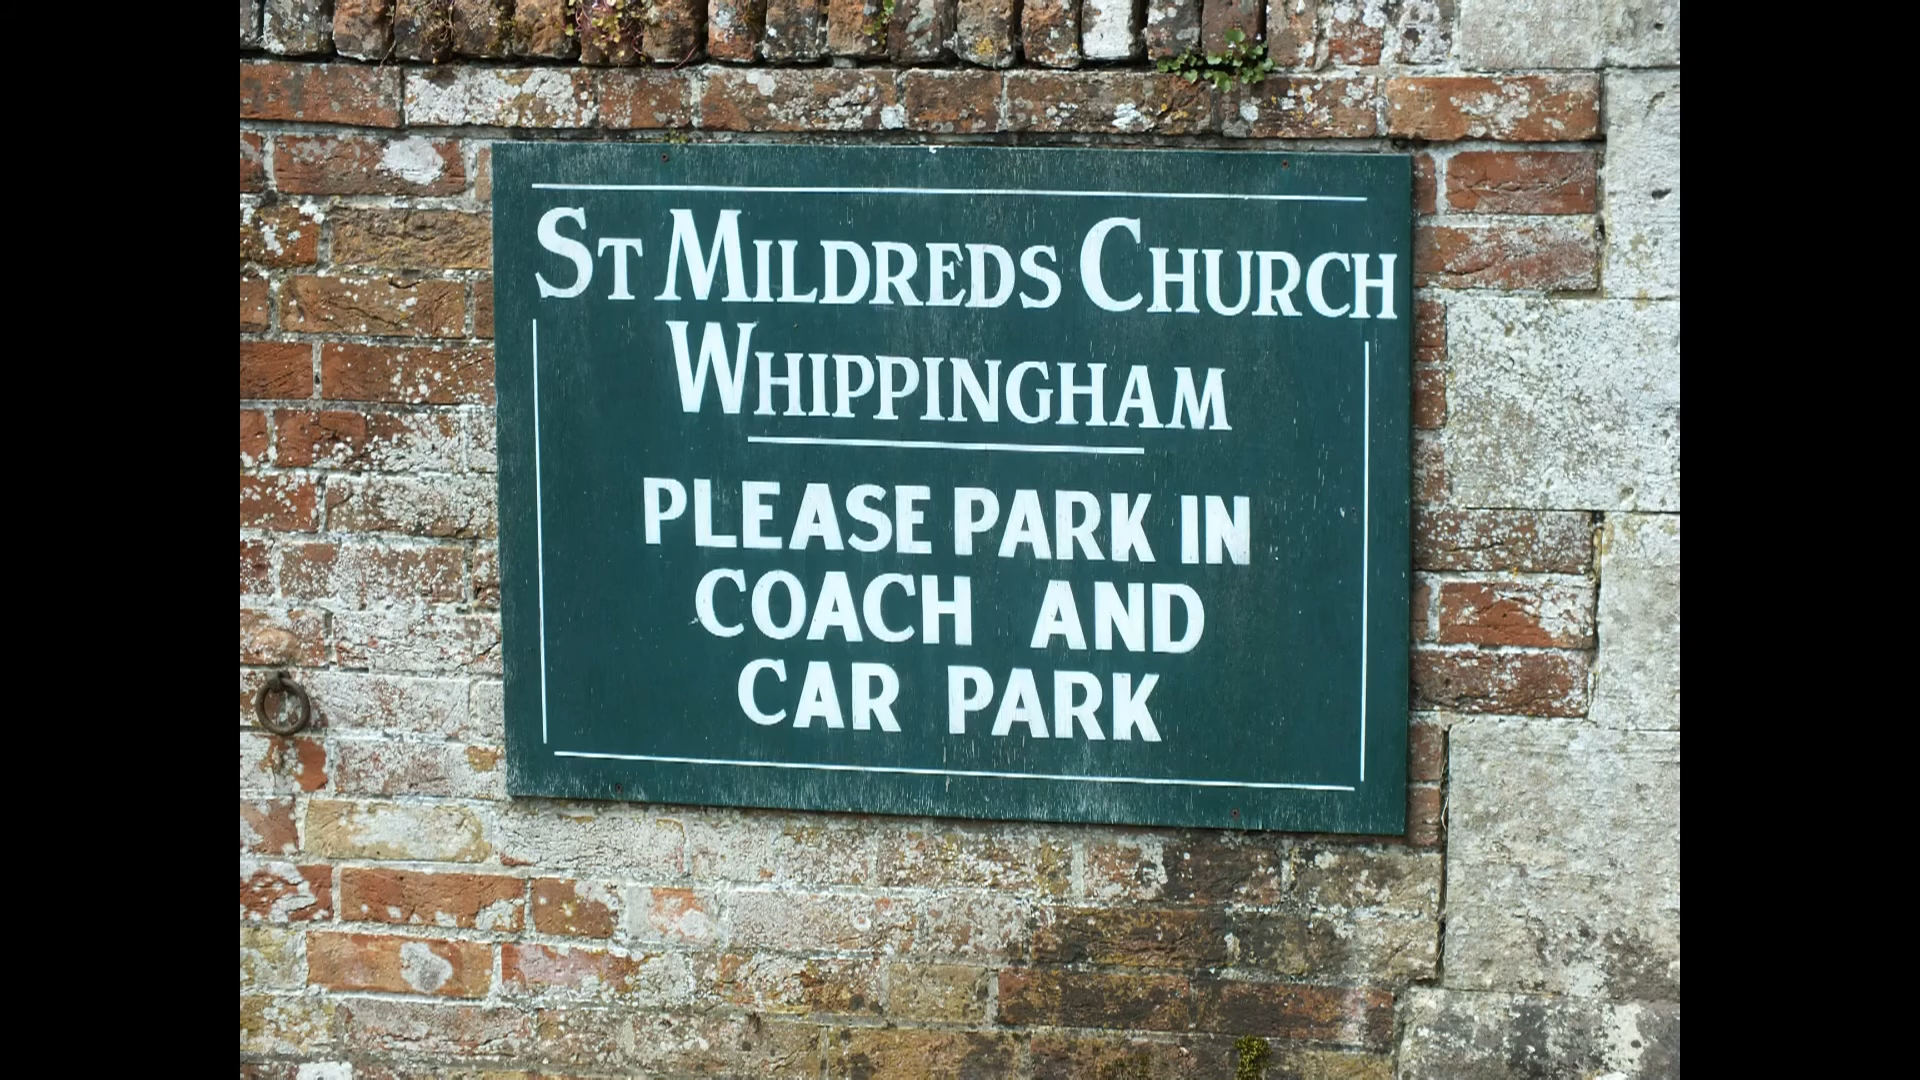 ST MILDREDS CHURCH
WHIPPINGHAM
PLEASE PARK IN
COACH AND
CAR PARK